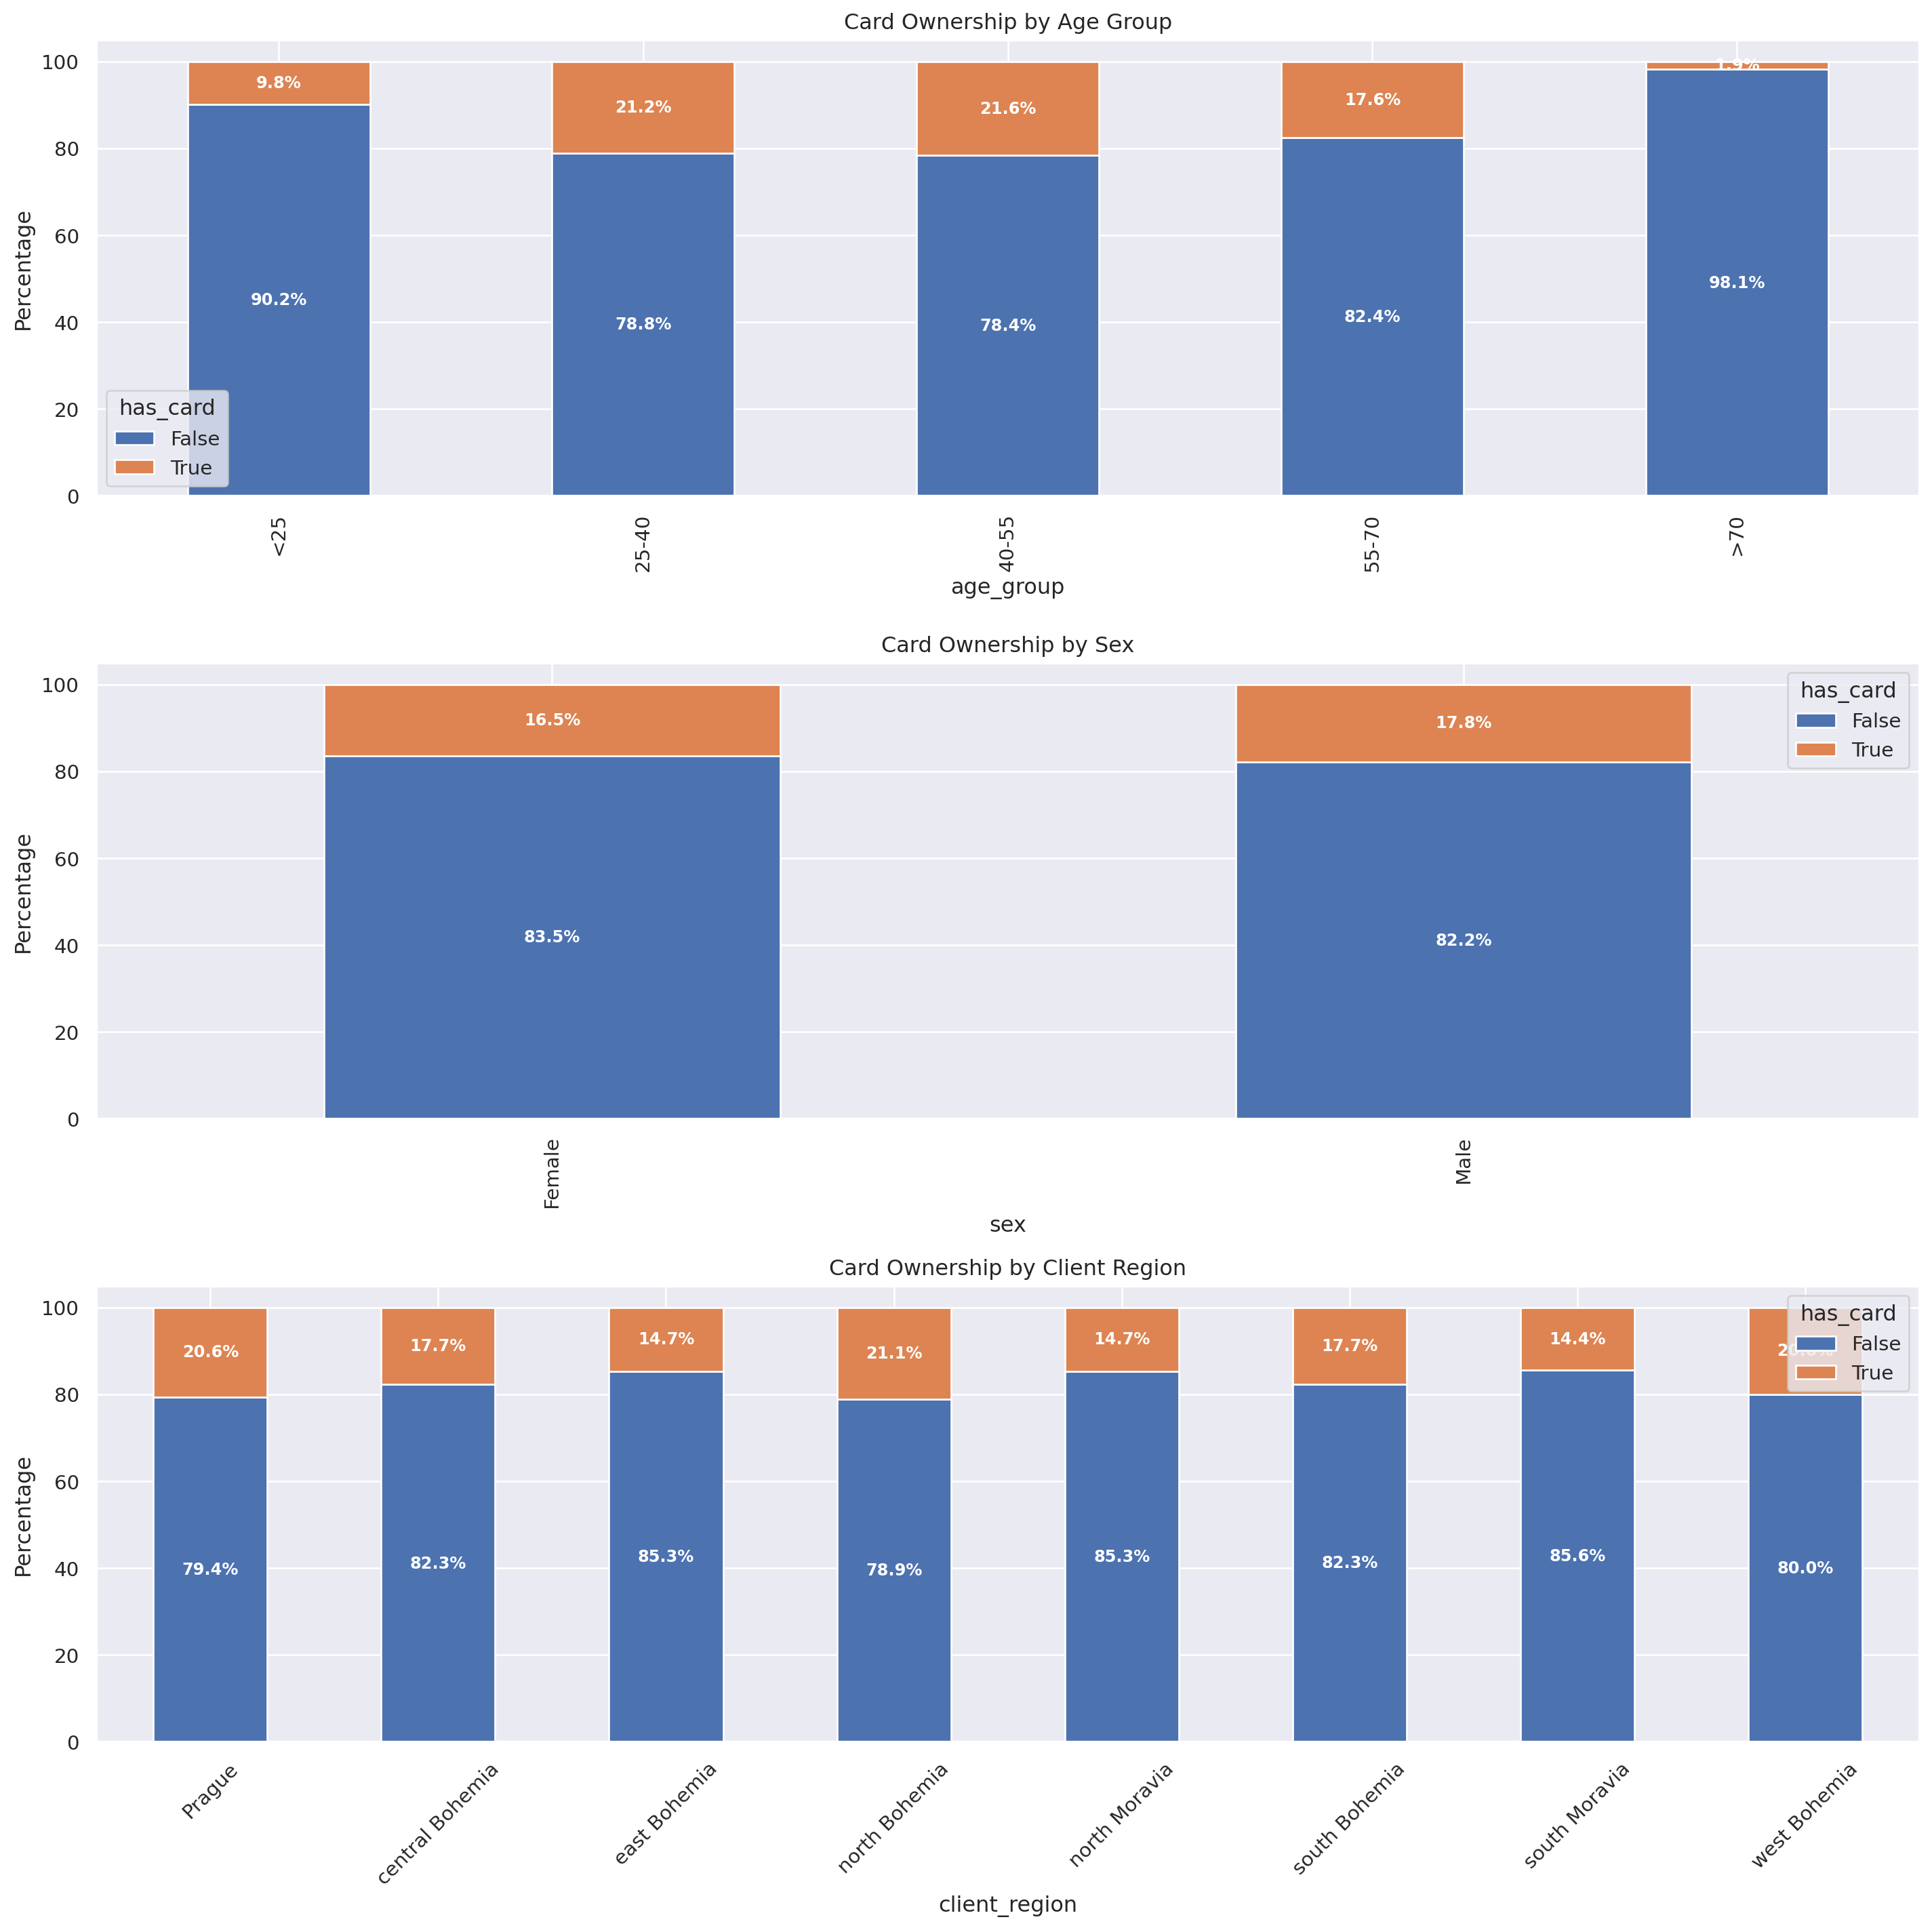 Card Ownership by Age Group
Percentage
100
80
60
40
20
0
9.8%
21.2%
21.6%
17.6%
1.9%
90.2%
78.8%
78.4%
82.4%
98.1%
has_card
False
True
<25
25-40
40-55
55-70
>70
age_group
Card Ownership by Sex
Percentage
100
80
60
40
20
0
16.5%
17.8%
83.5%
82.2%
has_card
False
True
Female
Male
sex
Card Ownership by Client Region
Percentage
100
80
60
40
20
0
20.6%
17.7%
14.7%
21.1%
14.7%
17.7%
14.4%
79.4%
82.3%
85.3%
78.9%
85.3%
82.3%
85.6%
80.0%
has_card
False
True
Prague
central Bohemia
east Bohemia
north Bohemia
north Moravia
south Bohemia
south Moravia
west Bohemia
client_region